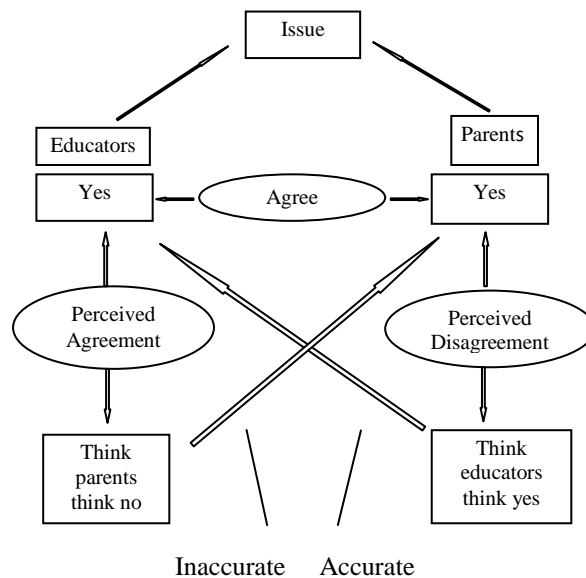 Issue
Educators
Parents
Yes
Agree
Yes
Perceived
Agreement
Perceived
Disagreement
Think
parents
think no
Think
educators
think yes
Inaccurate
Accurate